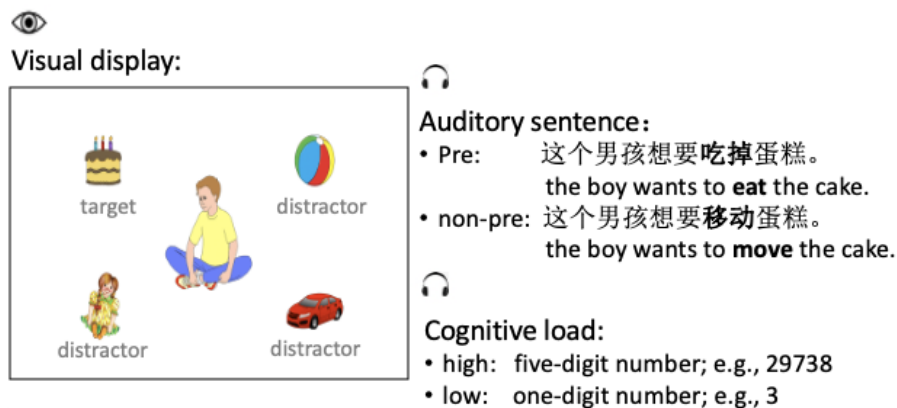 Visual display:
target
distractor
distractor
distractor
Auditory sentence：
• Pre: 这个男孩想要吃掉蛋糕。
the boy wants to eat the cake.
• non-pre: 这个男孩想要移动蛋糕。
the boy wants to move the cake.
Cognitive load:
• high: five-digit number; e.g., 29738
• low: one-digit number; e.g., 3